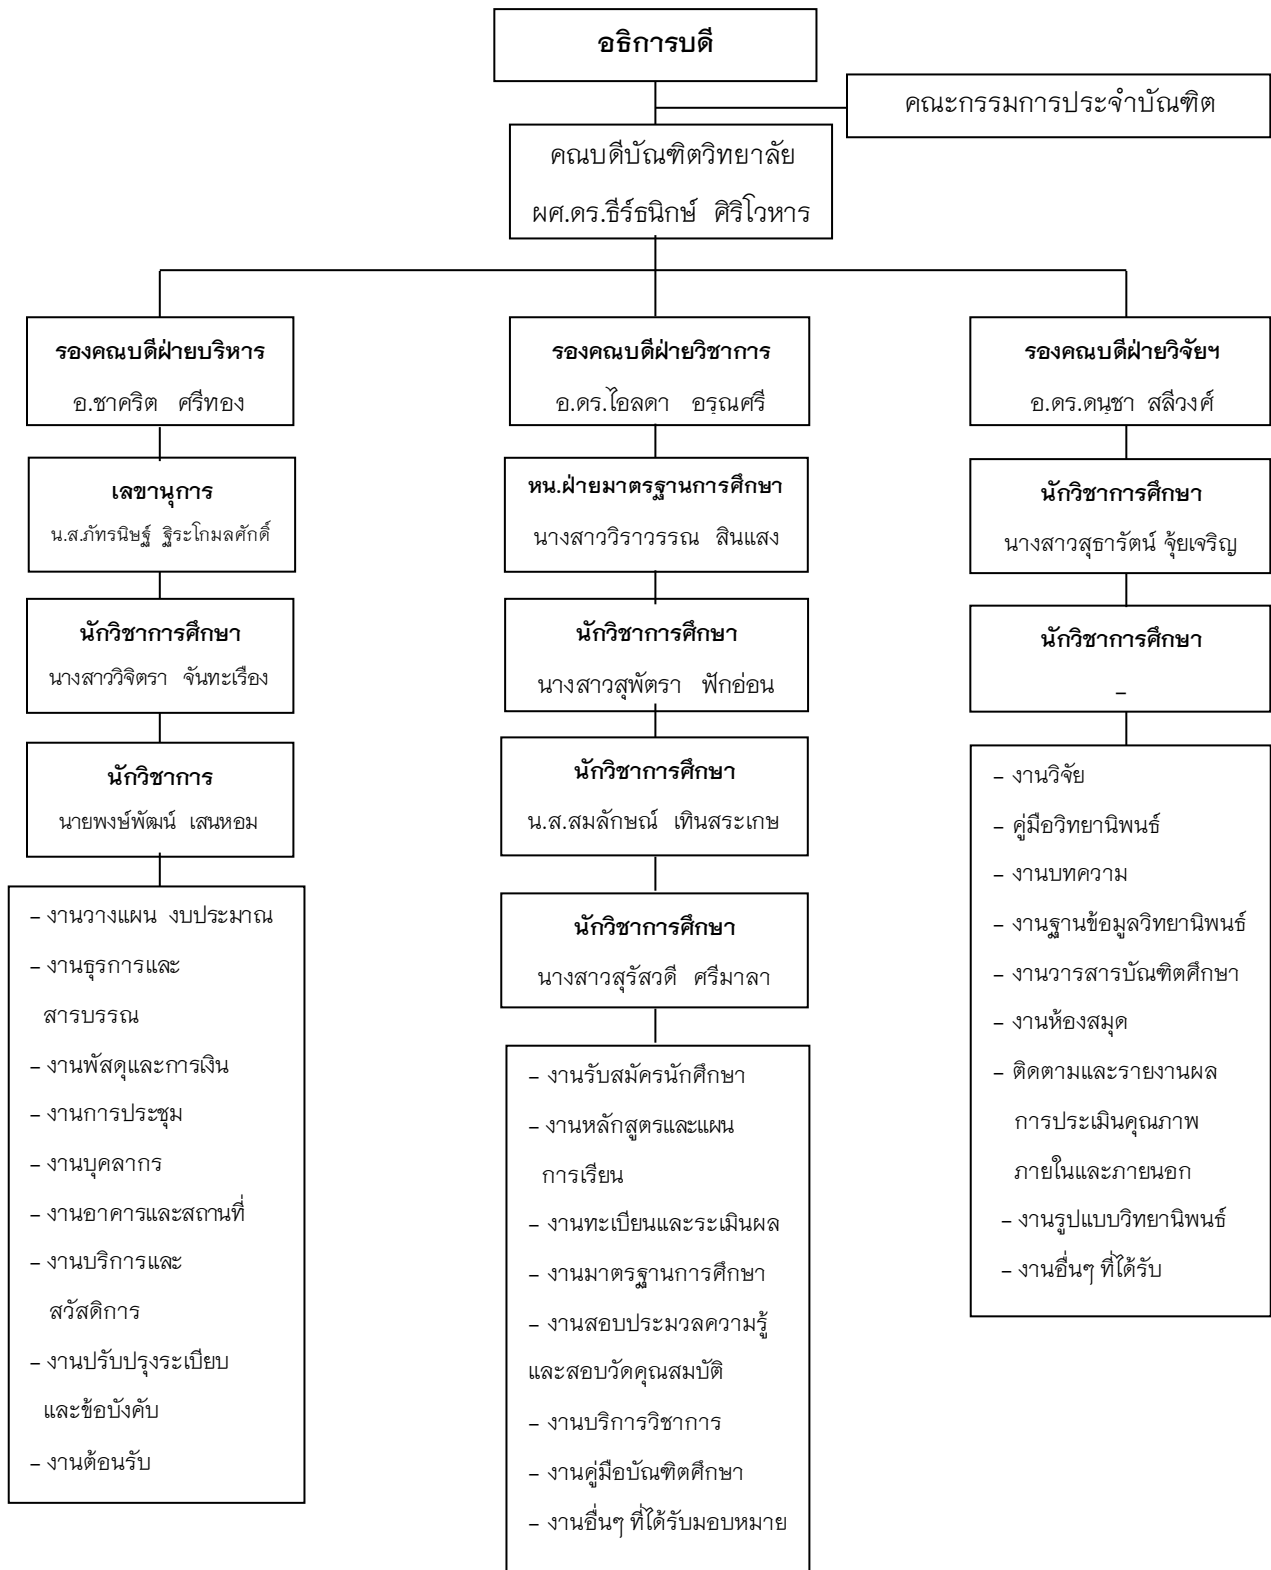 อธิการบดี
คณะกรรมการประจำบัณฑิต
คณบดีบัณฑิตวิทยาลัย
ผศ.ดร.ธีร์ธนิกษ์ ศิริโวหาร
รองคณบดีฝ่ายบริหาร
อ.ชาคริต ศรีทอง
เลขานุการ
น.ส.ภัทรนิษฐ์ ฐิระโกมลศักดิ์
นักวิชาการศึกษา
นางสาววิจิตรา จันทะเรือง
นักวิชาการ
นายพงษ์พัฒน์ เสนหอม
– งานวางแผน งบประมาณ
– งานธุรการและ
สารบรรณ
– งานพัสดุและการเงิน
– งานการประชุม
– งานบุคลากร
– งานอาคารและสถานที่
– งานบริการและ
สวัสดิการ
– งานปรับปรุงระเบียบ
และข้อบังคับ
– งานต้อนรับ
รองคณบดีฝ่ายวิชาการ
อ.ดร.ไอลดา อรุณศรี
หน.ฝ่ายมาตรฐานการศึกษา
นางสาววิราวรรณ สินแสง
นักวิชาการศึกษา
นางสาวสุพัตรา ฟักอ่อน
นักวิชาการศึกษา
น.ส.สมลักษณ์ เทินสระเกษ
นักวิชาการศึกษา
นางสาวสุรัสวดี ศรีมาลา
– งานรับสมัครนักศึกษา
– งานหลักสูตรและแผน
การเรียน
– งานทะเบียนและระเมินผล
– งานมาตรฐานการศึกษา
– งานสอบประมวลความรู้
และสอบวัดคุณสมบัติ
– งานบริการวิชาการ
– งานคู่มือบัณฑิตศึกษา
– งานอื่นๆ ที่ได้รับมอบหมาย
รองคณบดีฝ่ายวิจัยฯ
อ.ดร.ดนุชา สลีวงศ์
นักวิชาการศึกษา
นางสาวสุธารัตน์ จุ้ยเจริญ
นักวิชาการศึกษา
–
– งานวิจัย
– คู่มือวิทยานิพนธ์
– งานบทความ
– งานฐานข้อมูลวิทยานิพนธ์
– งานวารสารบัณฑิตศึกษา
– งานห้องสมุด
– ติดตามและรายงานผล
การประเมินคุณภาพ
ภายในและภายนอก
– งานรูปแบบวิทยานิพนธ์
– งานอื่นๆ ที่ได้รับ